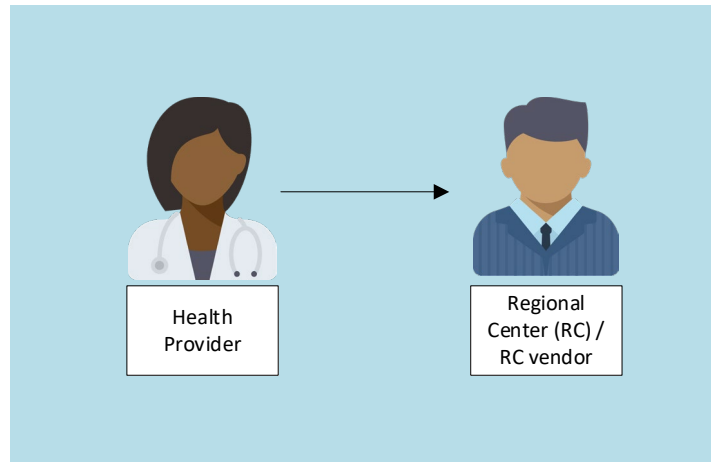 Health
Provider
Regional
Center (RC) /
RC vendor